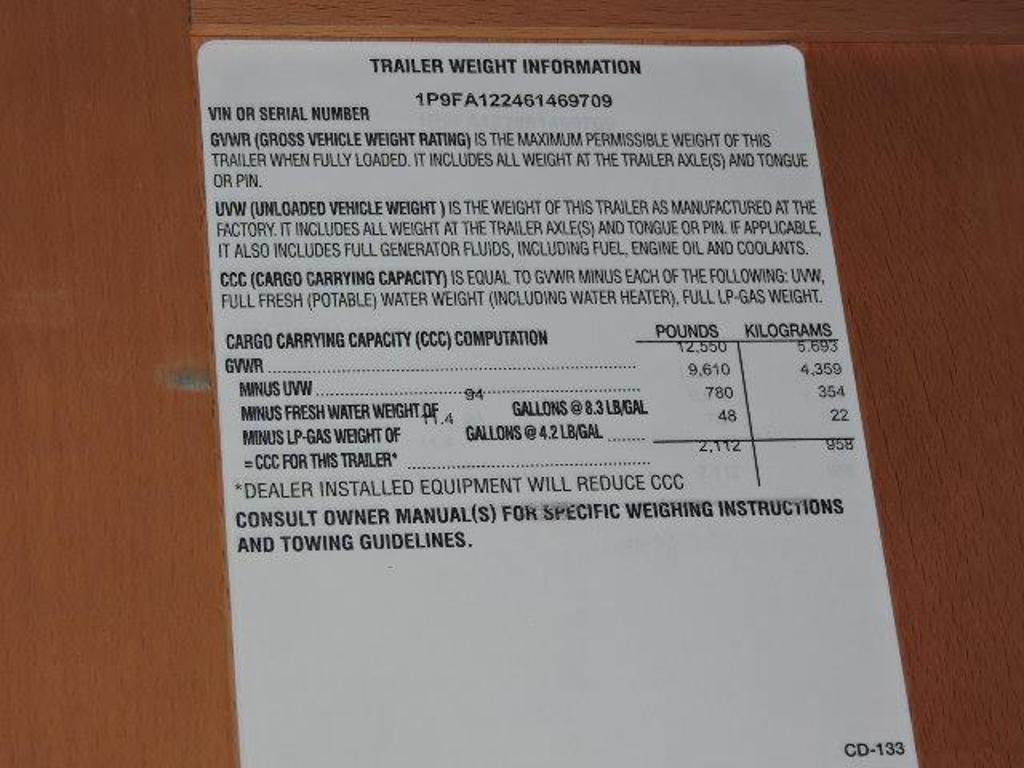 TRAILER WEIGHT INFORMATION
1P9FA122461469709
VIN OR SERIAL NUMBER
GVWR (GROSS VEHICLE WEIGHT RATING) IS THE MAXIMUM PERMISSIBLE WEIGHT OF THIS
TRAILER WHEN FULLY LOADED. IT INCLUDES ALL WEIGHT AT THE TRAILER AXLE(S) AND TONGUE
OR PIN.
UVW (UNLOADED VEHICLE WEIGHT ) IS THE WEIGHT OF THIS TRAILER AS MANUFACTURED AT THE
FACTORY. IT INCLUDES ALL WEIGHT AT THE TRAILER AXLE(S) AND TONGUE OR PIN. IF APPLICABLE,
IT ALSO INCLUDES FULL GENERATOR FLUIDS, INCLUDING FUEL, ENGINE OIL AND COOLANTS.
CCC (CARGO CARRYING CAPACITY) IS EQUAL TO GVWR MINUS EACH OF THE FOLLOWING: UVW,
FULL FRESH (POTABLE) WATER WEIGHT (INCLUDING WATER HEATER), FULL LP-GAS WEIGHT.
CARGO CARRYING CAPACITY (CCC) COMPUTATION POUNDS KILOGRAMS
GVWR 12,550 5,693
MINUS UVW 9,610 4,359
MINUS FRESH WATER WEIGHT OF 94 GALLONS @ 8.3 LB/GAL 780 354
MINUS LP-GAS WEIGHT OF 11.4 GALLONS @ 4.2 LB/GAL 48 22
= CCC FOR THIS TRAILER* 2,112 958
*DEALER INSTALLED EQUIPMENT WILL REDUCE CCC
CONSULT OWNER MANUAL(S) FOR SPECIFIC WEIGHING INSTRUCTIONS
AND TOWING GUIDELINES.
CD-133